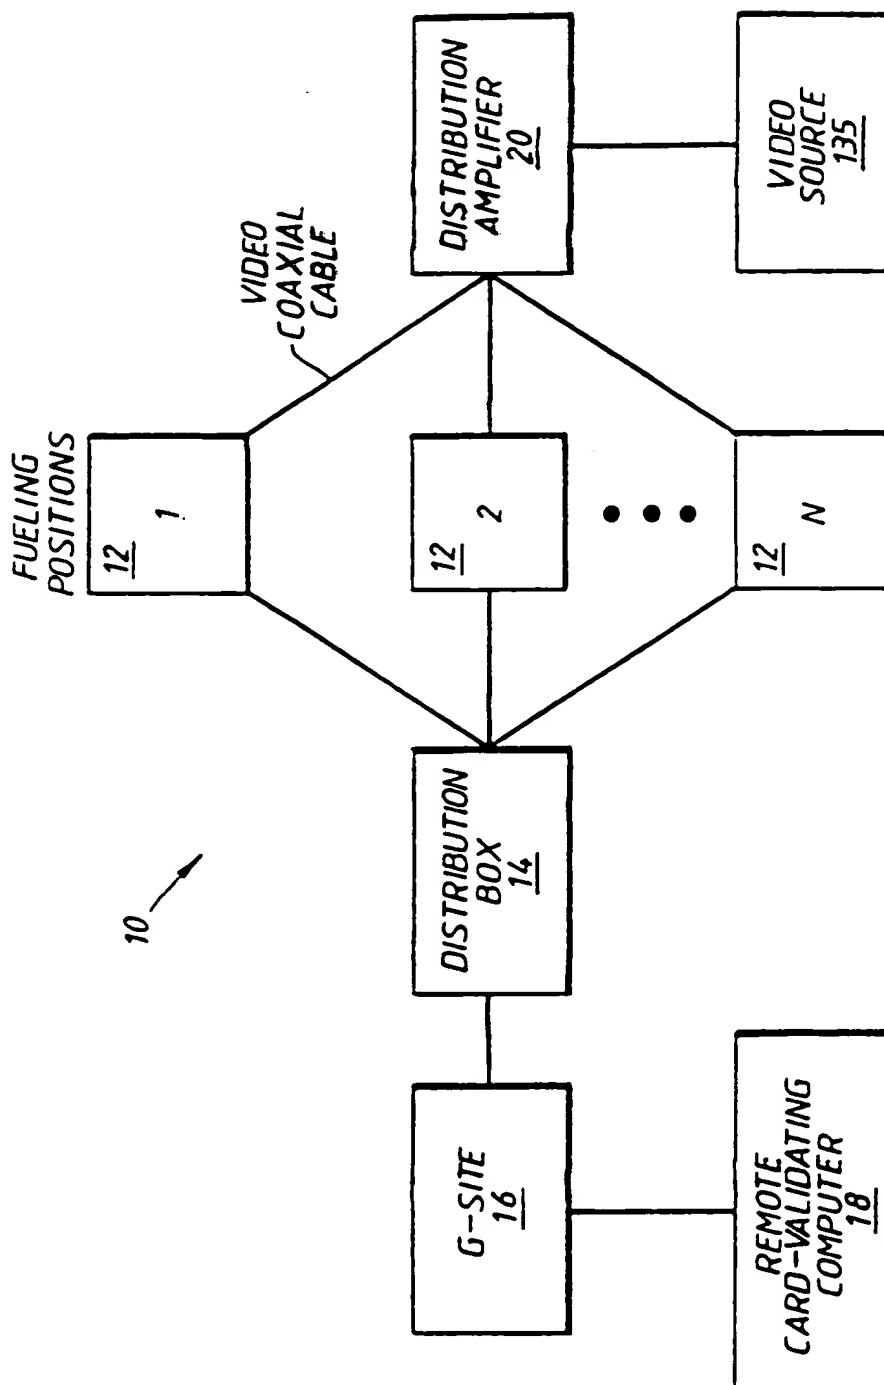 FUELING
POSITIONS
12
1
10
VIDEO
COAXIAL
CABLE
G-SITE
16
DISTRIBUTION
BOX
14
12
2
DISTRIBUTION
AMPLIFIER
20
REMOTE
CARD-VALIDATING
COMPUTER
18
12
N
VIDEO
SOURCE
135